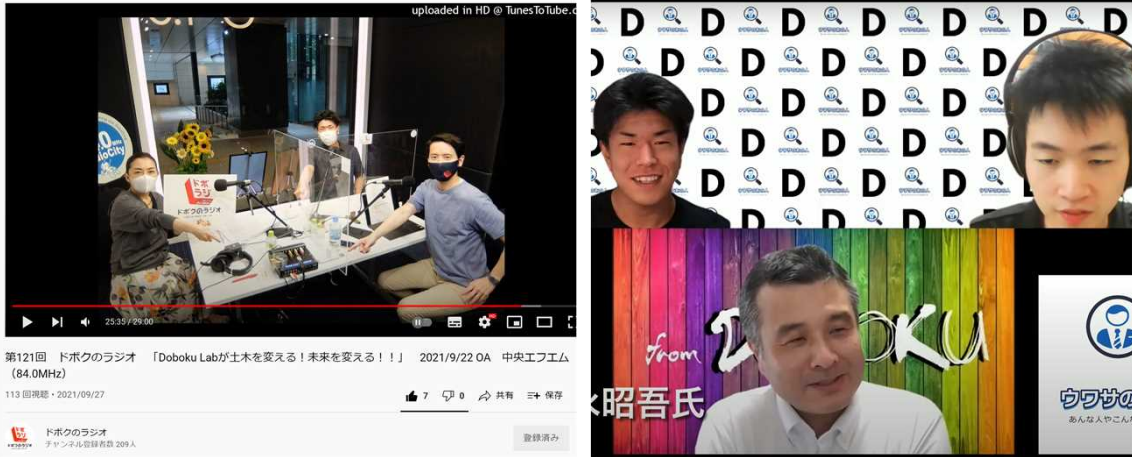 uploaded in HD @ TunesToTube.c
ドボ
ラジ
ドボクのラジオ
25:35 / 29:00
第121回　ドボクのラジオ　「Doboku Labが土木を変える！未来を変える！！」　2021/9/22 OA　中央エフエム
（84.0MHz）
113 回視聴・2021/09/27
7
0
共有
保存
ドボクのラジオ
チャンネル登録者数 209人
登録済み
D D D D D D D
D D D D D
D D D D D
D D D D D
D D D D
D D D
from DOBOKU
昭吾氏
ウワサの
あんな人やこん